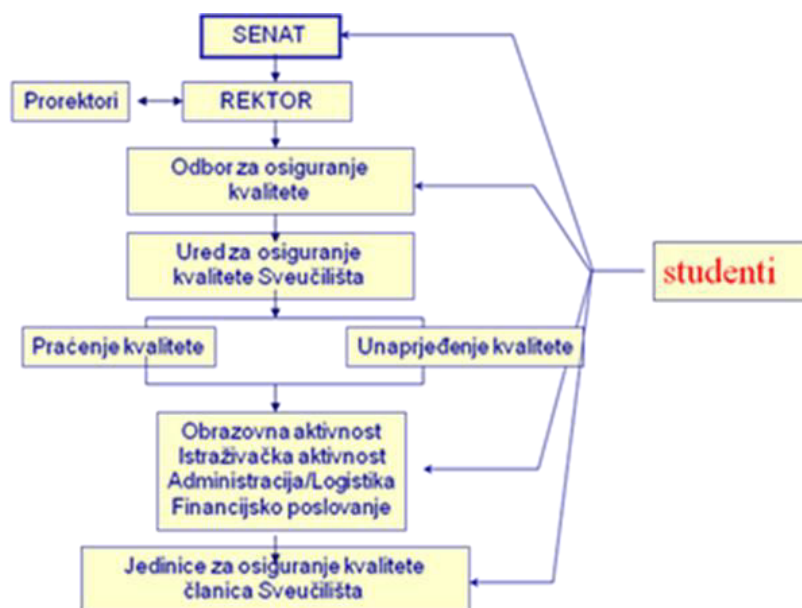 SENAT
Prorektori
REKTOR
Odbor za osiguranje
kvalitete
Ured za osiguranje
kvalitete Sveučilišta
studenti
Praćenje kvalitete
Unaprjeđenje kvalitete
Obrazovna aktivnost
Istraživačka aktivnost
Administracija/Logistika
Financijsko poslovanje
Jedinice za osiguranje kvalitete
članica Sveučilišta